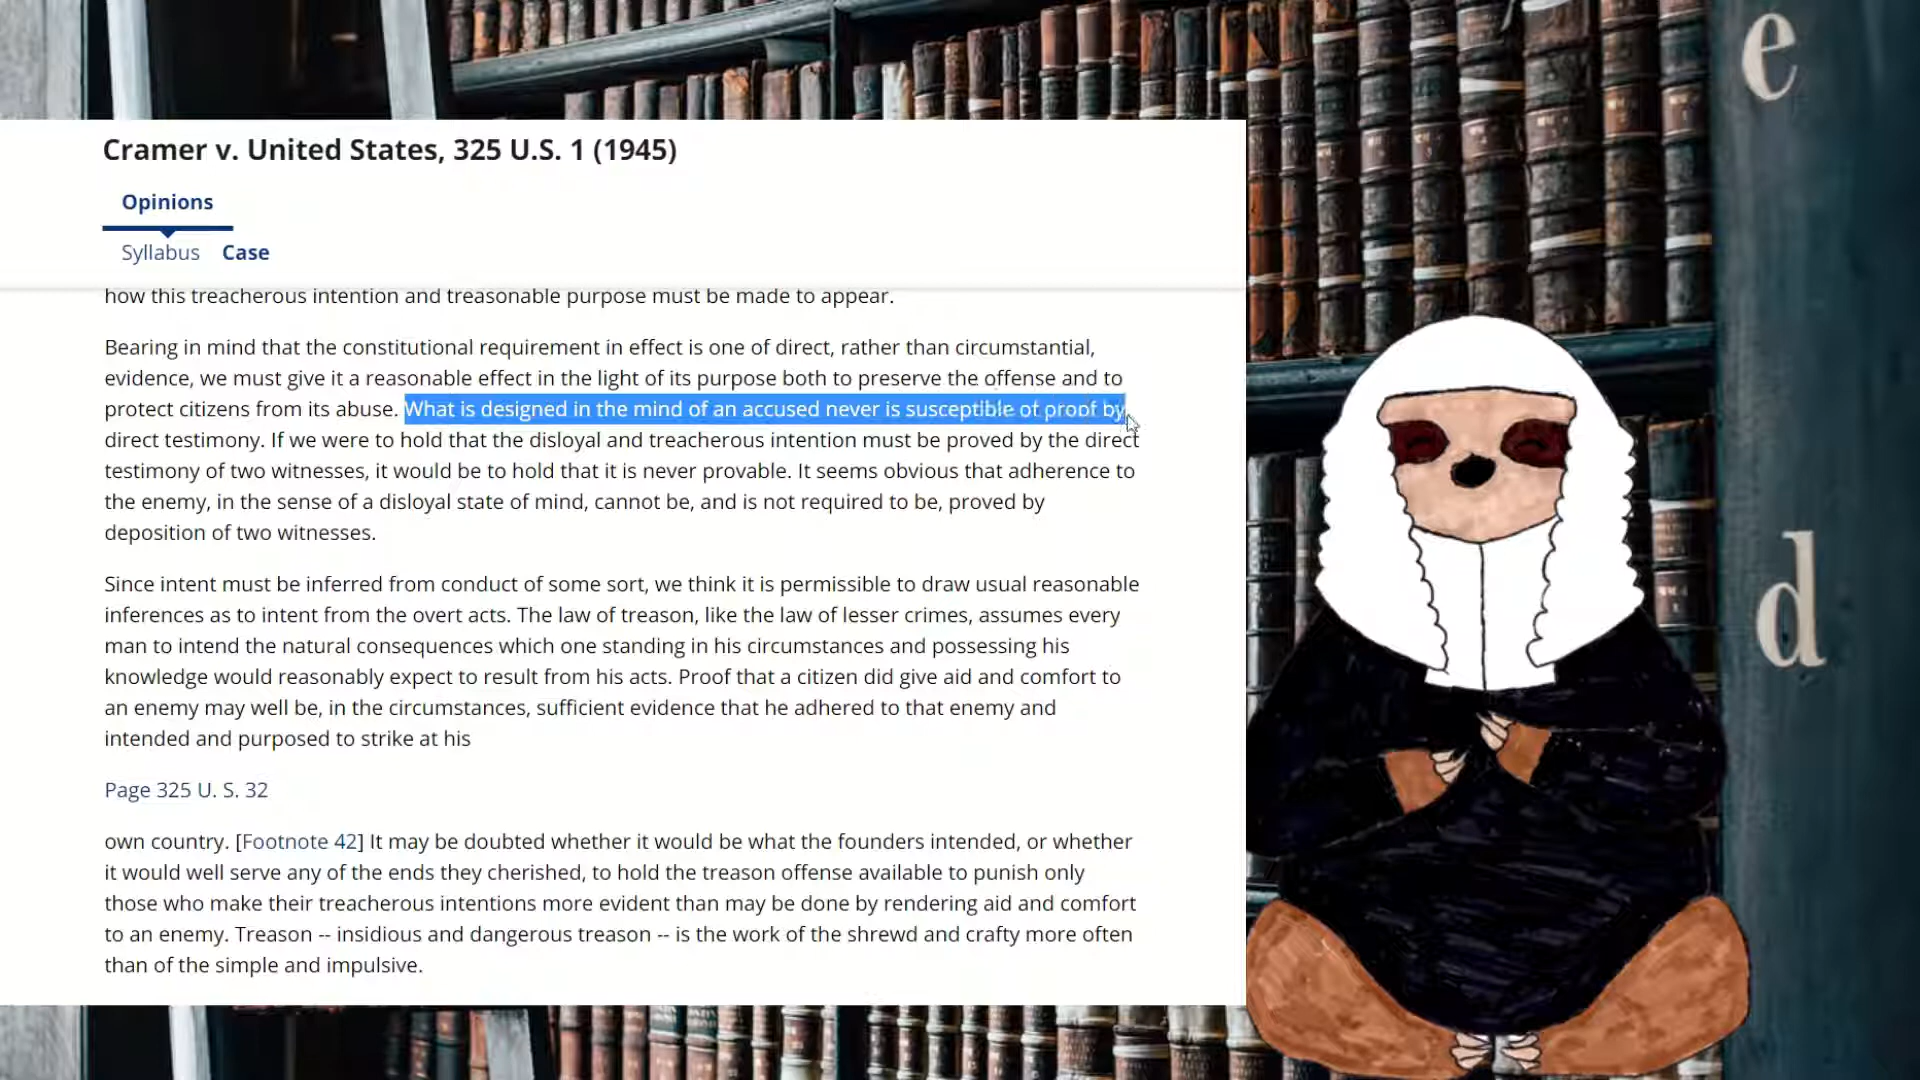 Cramer v. United States, 325 U.S. 1 (1945)
Opinions
Syllabus Case
how this treacherous intention and treasonable purpose must be made to appear.
Bearing in mind that the constitutional requirement in effect is one of direct, rather than circumstantial,
evidence, we must give it a reasonable effect in the light of its purpose both to preserve the offense and to
protect citizens from its abuse. What is designed in the mind of an accused never is susceptible of proof by
direct testimony. If we were to hold that the disloyal and treacherous intention must be proved by the direct
testimony of two witnesses, it would be to hold that it is never provable. It seems obvious that adherence to
the enemy, in the sense of a disloyal state of mind, cannot be, and is not required to be, proved by
deposition of two witnesses.
Since intent must be inferred from conduct of some sort, we think it is permissible to draw usual reasonable
inferences as to intent from the overt acts. The law of treason, like the law of lesser crimes, assumes every
man to intend the natural consequences which one standing in his circumstances and possessing his
knowledge would reasonably expect to result from his acts. Proof that a citizen did give aid and comfort to
an enemy may well be, in the circumstances, sufficient evidence that he adhered to that enemy and
intended and purposed to strike at his
Page 325 U. S. 32
own country. [Footnote 42] It may be doubted whether it would be what the founders intended, or whether
it would well serve any of the ends they cherished, to hold the treason offense available to punish only
those who make their treacherous intentions more evident than may be done by rendering aid and comfort
to an enemy. Treason -- insidious and dangerous treason -- is the work of the shrewd and crafty more often
than of the simple and impulsive.
e
d